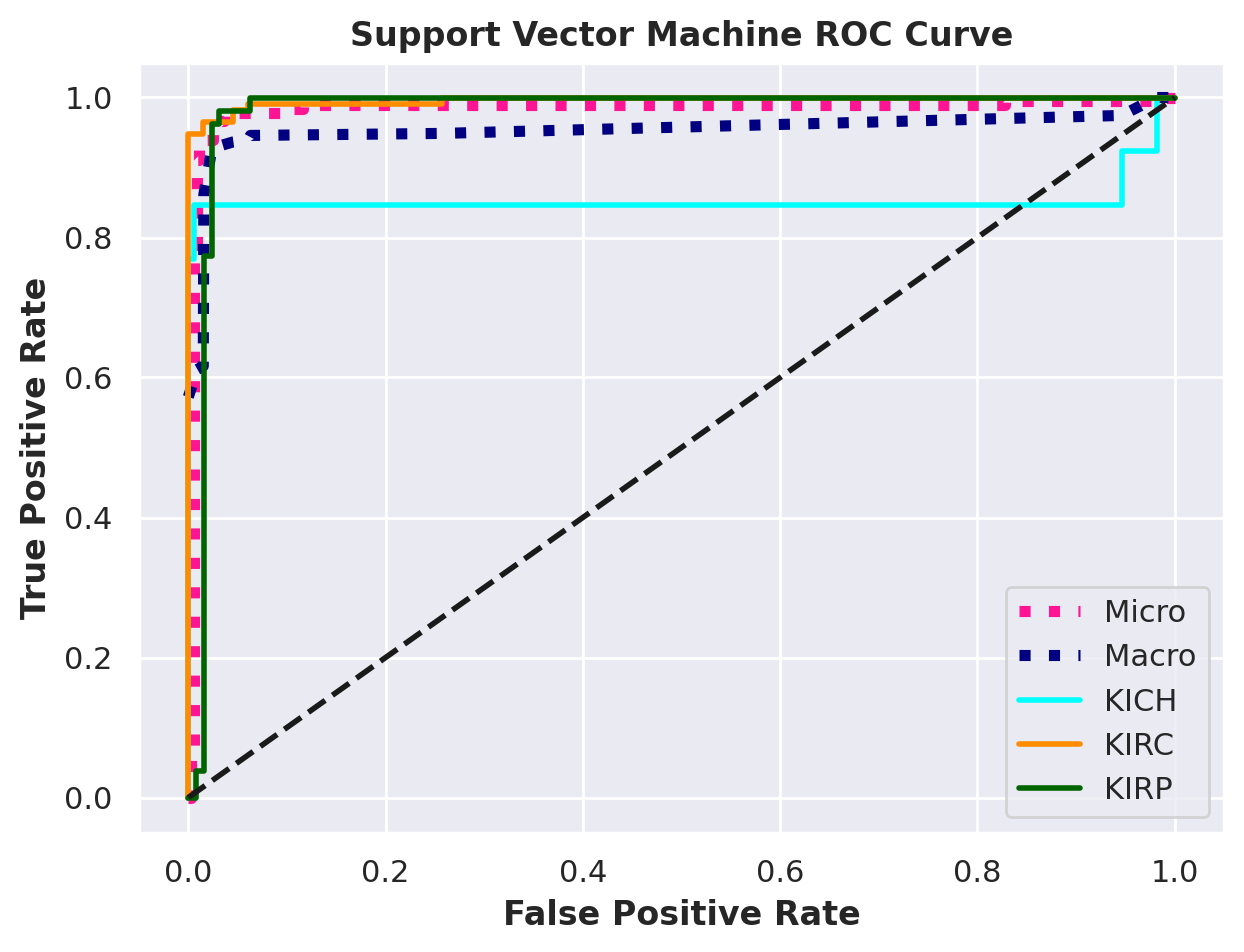 Support Vector Machine ROC Curve
True Positive Rate
1.0
0.8
0.6
0.4
0.2
0.0
Micro
Macro
KICH
KIRC
KIRP
0.0 0.2 0.4 0.6 0.8 1.0
False Positive Rate